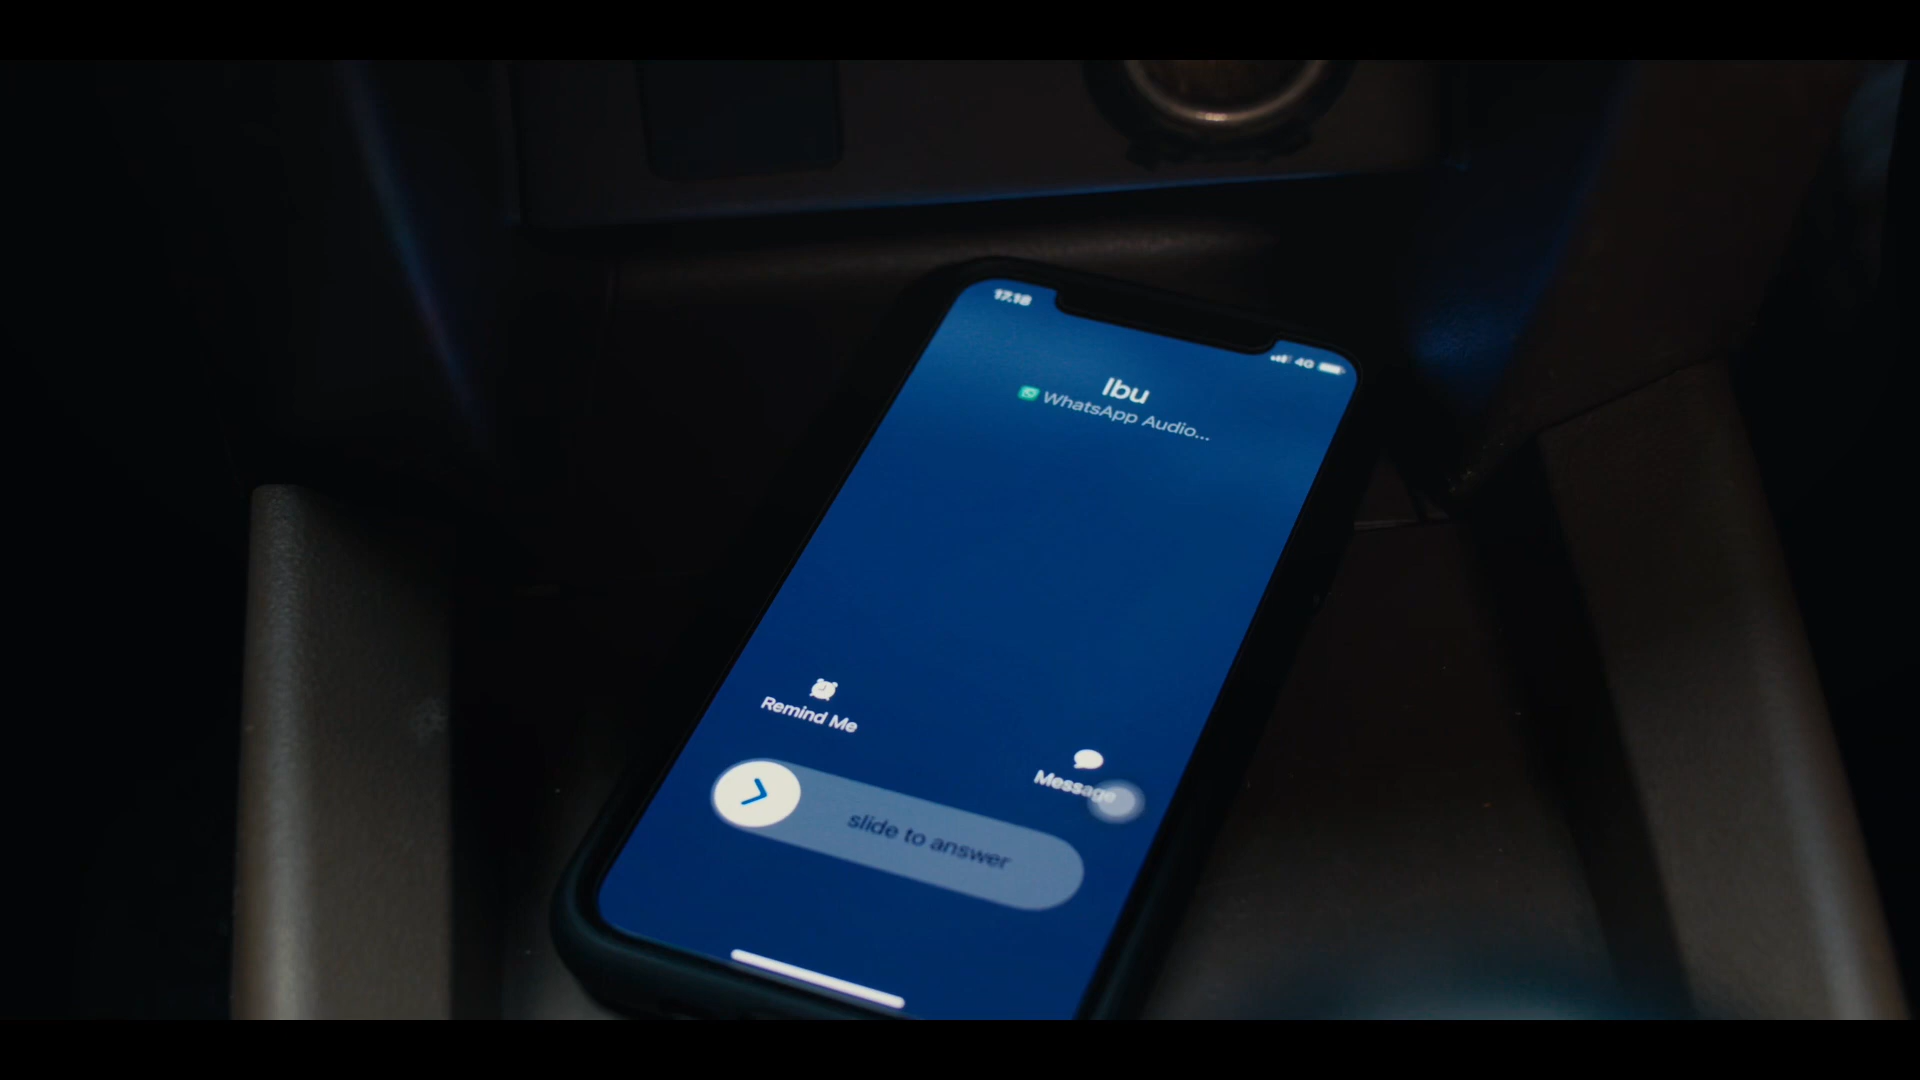 17.18
4G
Ibu
WhatsApp Audio...
Remind Me
Message
slide to answer